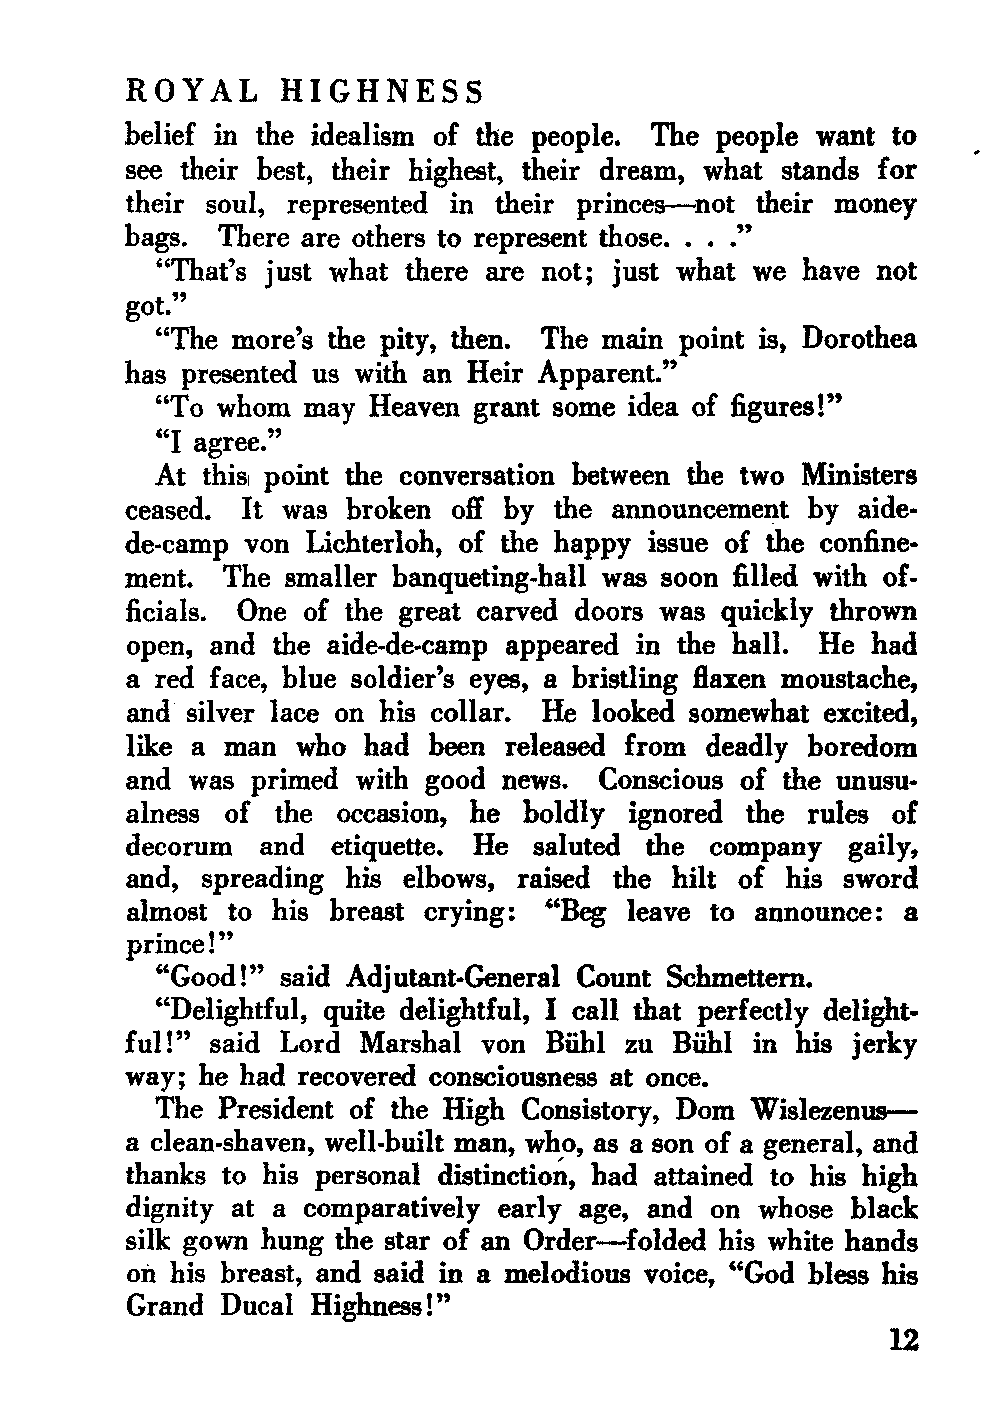 ROYAL HIGHNESS
belief in the idealism of the people. The people want to
see their best, their highest, their dream, what stands for
their soul, represented in their princes—not their money
bags. There are others to represent those. . . ."
"That's just what there are not; just what we have not
got."
"The more's the pity, then. The main point is, Dorothea
has presented us with an Heir Apparent."
"To whom may Heaven grant some idea of figures!"
"I agree."
At this point the conversation between the two Ministers
ceased. It was broken off by the announcement by aide-
de-camp von Lichterloh, of the happy issue of the confine-
ment. The smaller banqueting-hall was soon filled with of-
ficials. One of the great carved doors was quickly thrown
open, and the aide-de-camp appeared in the hall. He had
a red face, blue soldier's eyes, a bristling flaxen moustache,
and silver lace on his collar. He looked somewhat excited,
like a man who had been released from deadly boredom
and was primed with good news. Conscious of the unusu-
alness of the occasion, he boldly ignored the rules of
decorum and etiquette. He saluted the company gaily,
and, spreading his elbows, raised the hilt of his sword
almost to his breast crying: "Beg leave to announce: a
prince!"
"Good!" said Adjutant-General Count Schmettern.
"Delightful, quite delightful, I call that perfectly delight-
ful!" said Lord Marshal von Bühl zu Bühl in his jerky
way; he had recovered consciousness at once.
The President of the High Consistory, Dom Wislezenus—
a clean-shaven, well-built man, who, as a son of a general, and
thanks to his personal distinction, had attained to his high
dignity at a comparatively early age, and on whose black
silk gown hung the star of an Order—folded his white hands
on his breast, and said in a melodious voice, "God bless his
Grand Ducal Highness!"
12